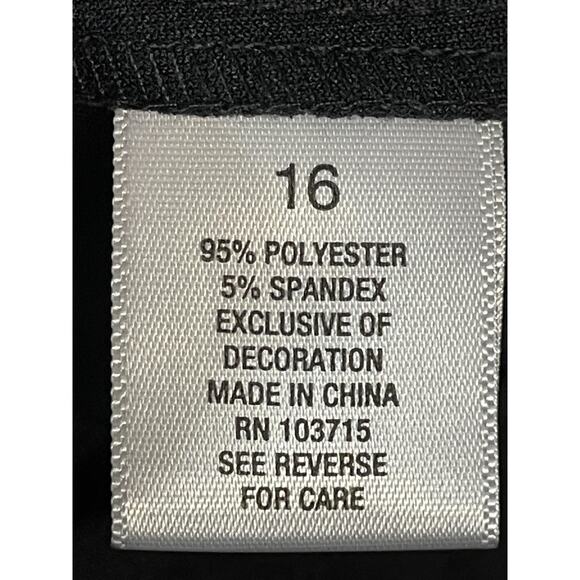 16
95% POLYESTER
5% SPANDEX
EXCLUSIVE OF
DECORATION
MADE IN CHINA
RN 103715
SEE REVERSE
FOR CARE